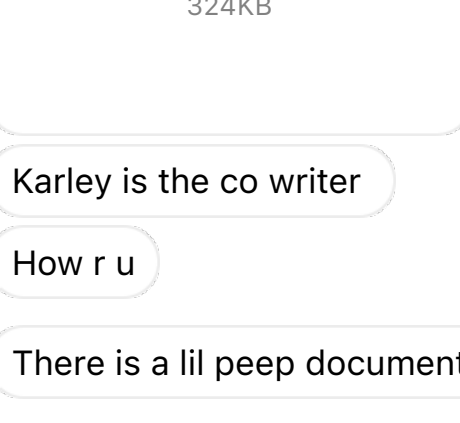 324KB
Karley is the co writer
How r u
There is a lil peep document